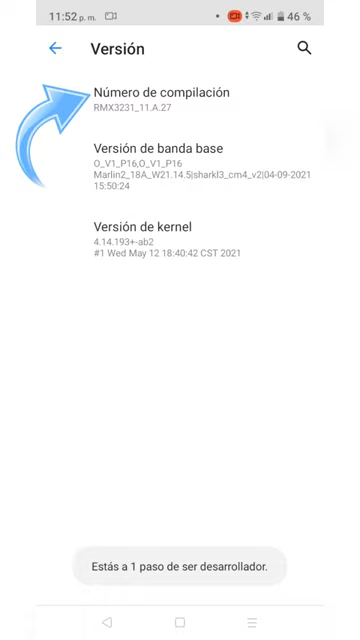 11:52 p. m.
46 %
Versión
Número de compilación
RMX3231_11.A.27
Versión de banda base
O_V1_P16,O_V1_P16
Marlin2_18A_W21.14.5|sharkl3_cm4_v2|04-09-2021
15:50:24
Versión de kernel
4.14.193+-ab2
#1 Wed May 12 18:40:42 CST 2021
Estás a 1 paso de ser desarrollador.